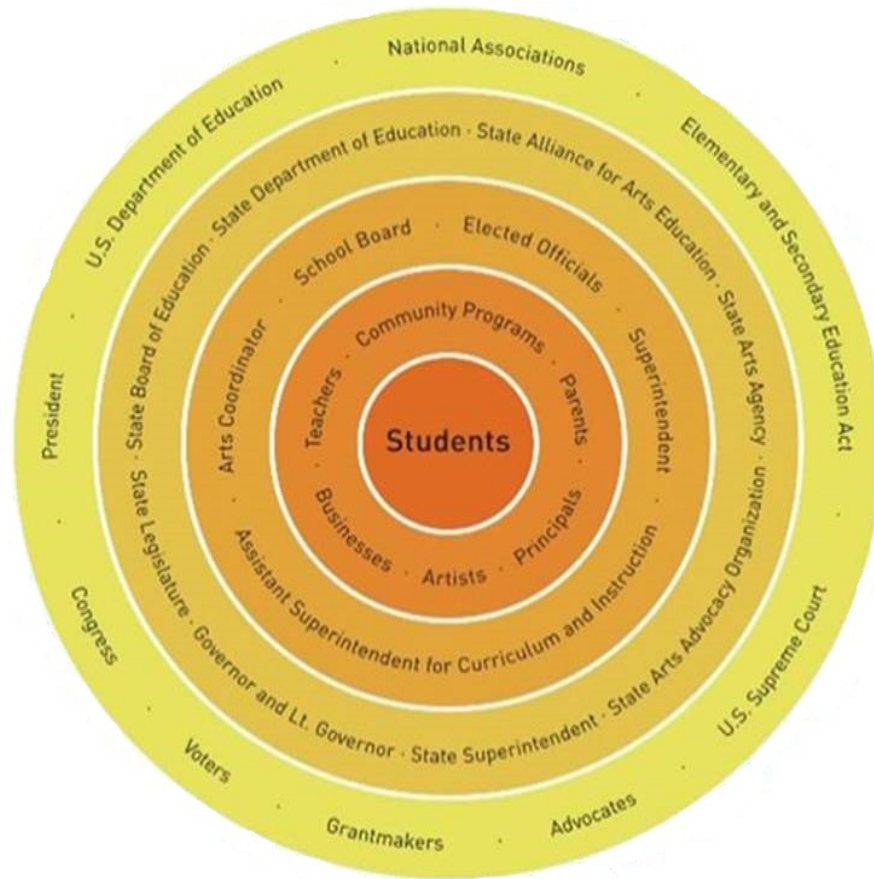 National Associations · Elementary and Secondary Education Act · U.S. Supreme Court · Advocates · Grantmakers · Voters · Congress · President · U.S. Department of Education ·
State Department of Education · State Alliance for Arts Education · State Arts Agency · State Arts Advocacy Organization · State Superintendent · Governor and Lt. Governor · State Legislature · State Board of Education ·
School Board · Elected Officials · Superintendent · Assistant Superintendent for Curriculum and Instruction · Arts Coordinator ·
Community Programs · Parents · Principals · Artists · Businesses · Teachers ·
Students